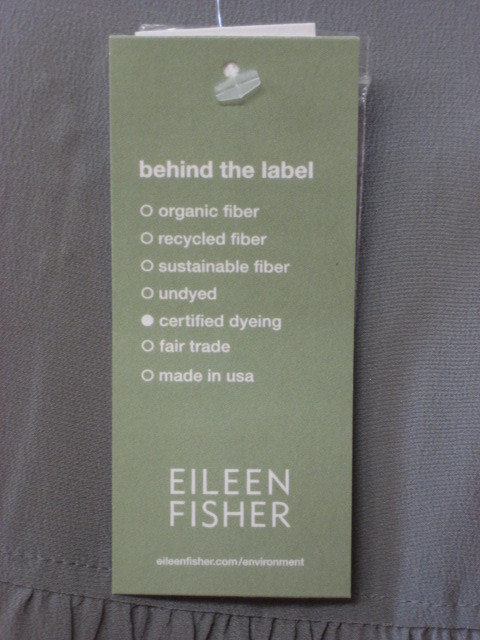 behind the label
organic fiber
recycled fiber
sustainable fiber
undyed
certified dyeing
fair trade
made in usa
EILEEN
FISHER
eileenfisher.com/environment